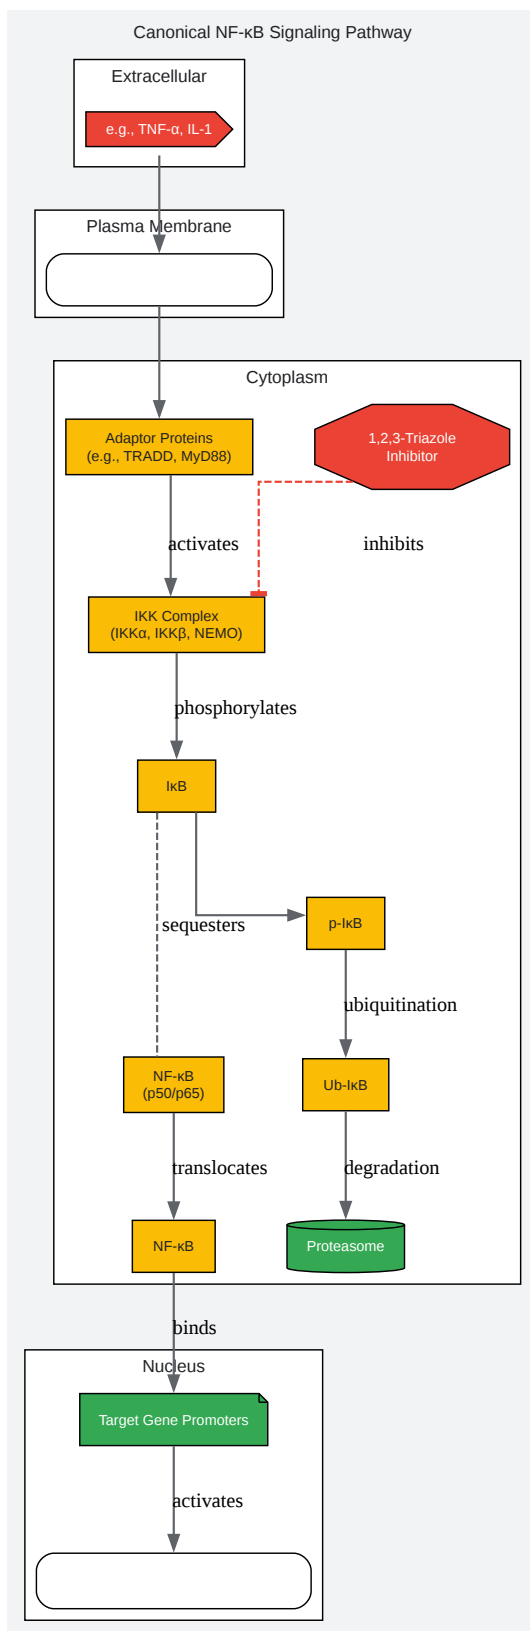 Canonical NF-κB Signaling Pathway
Extracellular
e.g., TNF-α, IL-1
Plasma Membrane
Cytoplasm
Adaptor Proteins
(e.g., TRADD, MyD88)
1,2,3-Triazole
Inhibitor
activates
inhibits
IKK Complex
(IKKα, IKKβ, NEMO)
phosphorylates
IκB
p-IκB
sequesters
ubiquitination
NF-κB
(p50/p65)
Ub-IκB
translocates
degradation
NF-κB
Proteasome
binds
Nucleus
Target Gene Promoters
activates